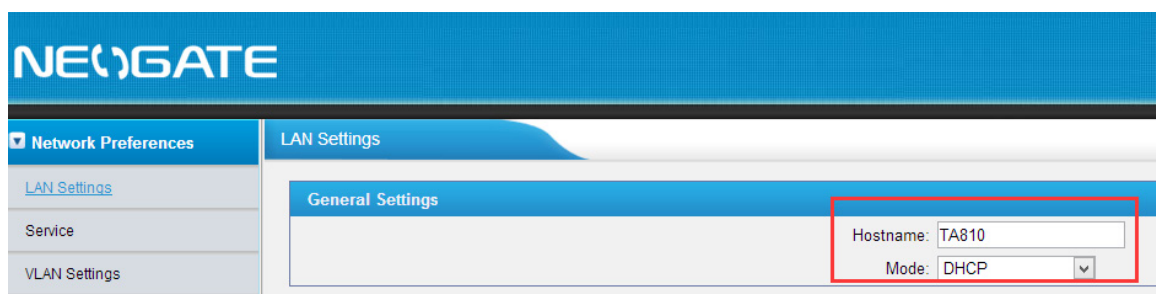 NEOGATE
Network Preferences
LAN Settings
Service
VLAN Settings
LAN Settings
General Settings
Hostname: TA810
Mode: DHCP